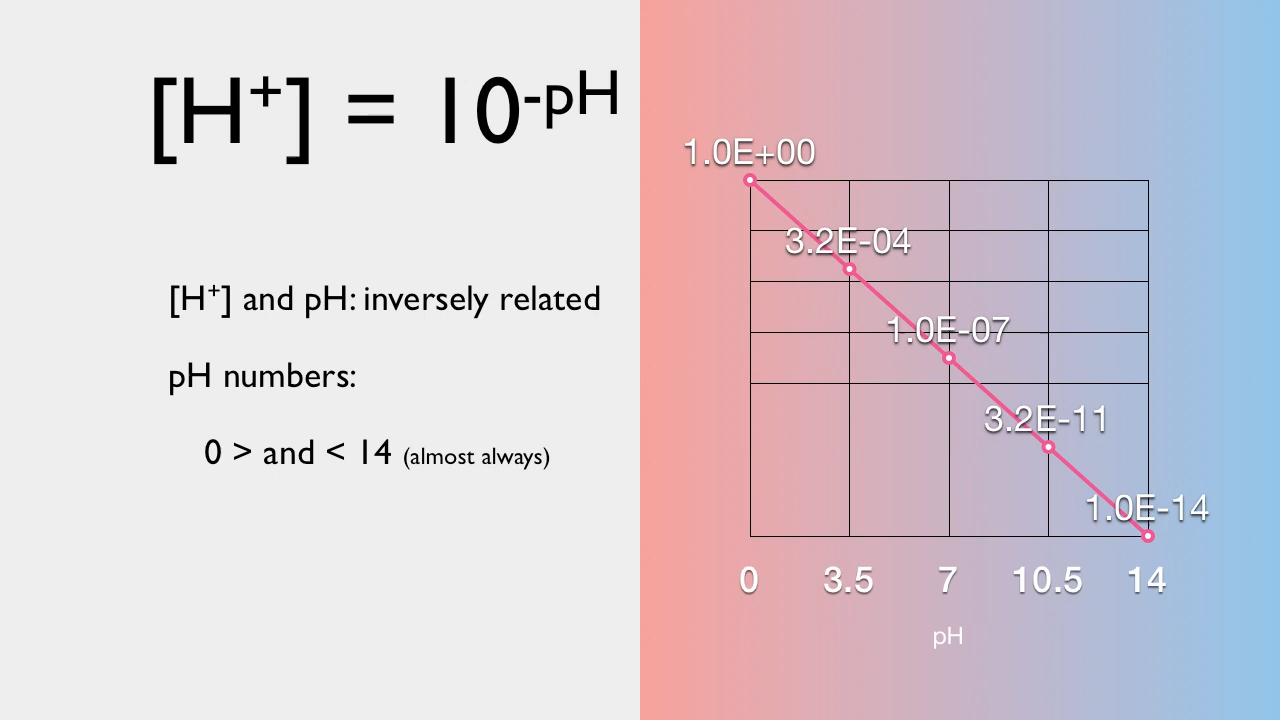 [H⁺] = 10⁻ᵖᴴ
[H⁺] and pH: inversely related
pH numbers:
0 > and < 14 (almost always)
1.0E+00
3.2E-04
1.0E-07
3.2E-11
1.0E-14
0 3.5 7 10.5 14
pH